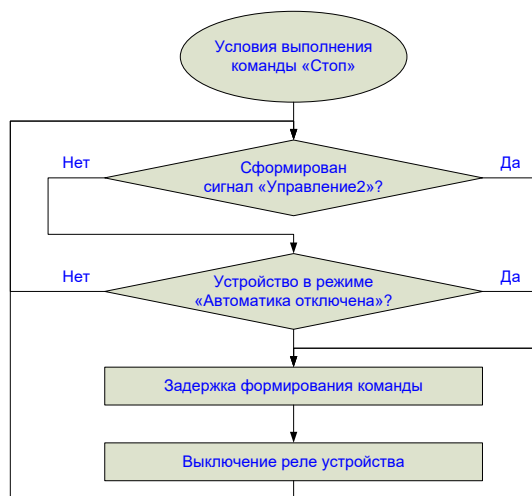 Условия выполнения
команды «Стоп»
Нет
Сформирован
сигнал «Управление2»?
Да
Нет
Устройство в режиме
«Автоматика отключена»?
Да
Задержка формирования команды
Выключение реле устройства